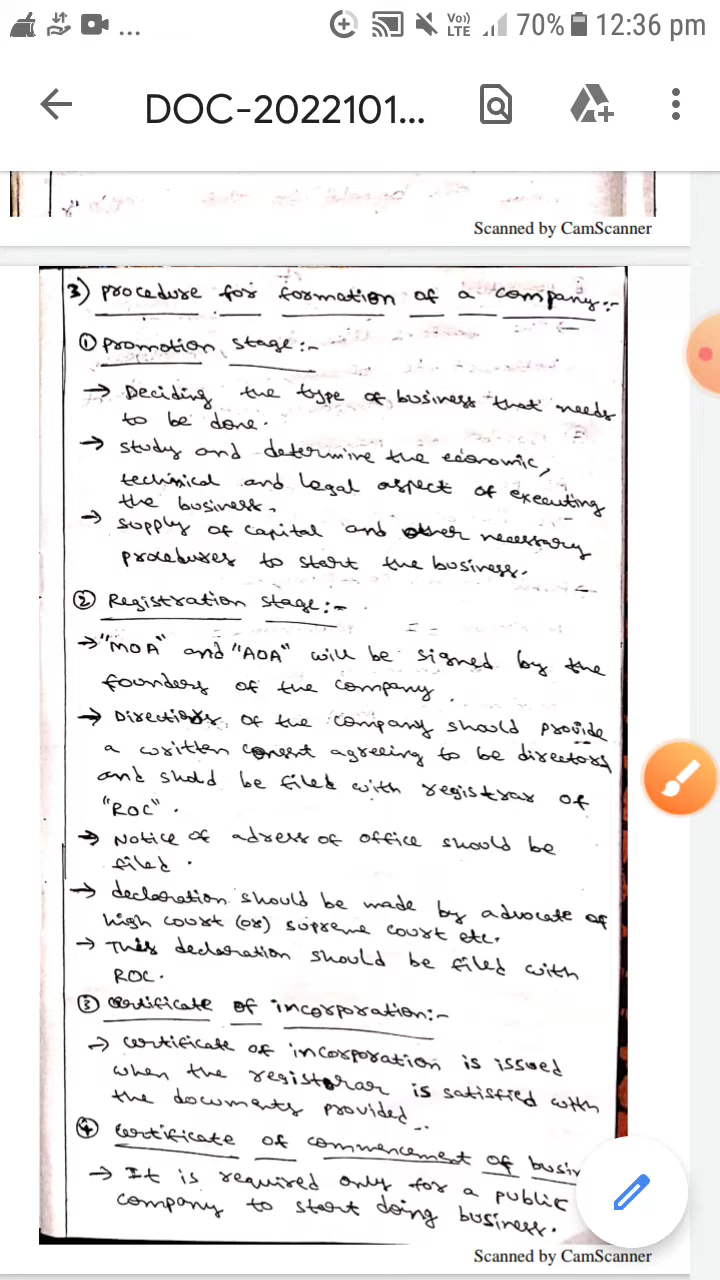 Vo))
LTE
70%
12:36 pm
DOC-2022101...
Scanned by CamScanner
3) procedure for formation of a company:-
① promotion stage:-
→ Deciding the type of business that needs
to be done.
→ study and determine the economic,
technical and legal aspect of executing
the business.
→ supply of capital and other necessary
procedures to start the business.
② Registration stage:-
→ "MOA" and "AOA" will be signed by the
founders of the company.
→ Directions of the company should provide
a written consent agreeing to be directors
and should be filed with registrar of
"ROC".
→ Notice of adress of office should be
filed.
→ declaration should be made by advocate of
high court (or) supreme court etc.
→ This declaration should be filed with
ROC.
③ certificate of incorporation:-
→ certificate of incorporation is issued
when the registorar is satisfied with
the documents provided.
④ certificate of commencement of busin
→ It is required only for a public
company to start doing business.
Scanned by CamScanner